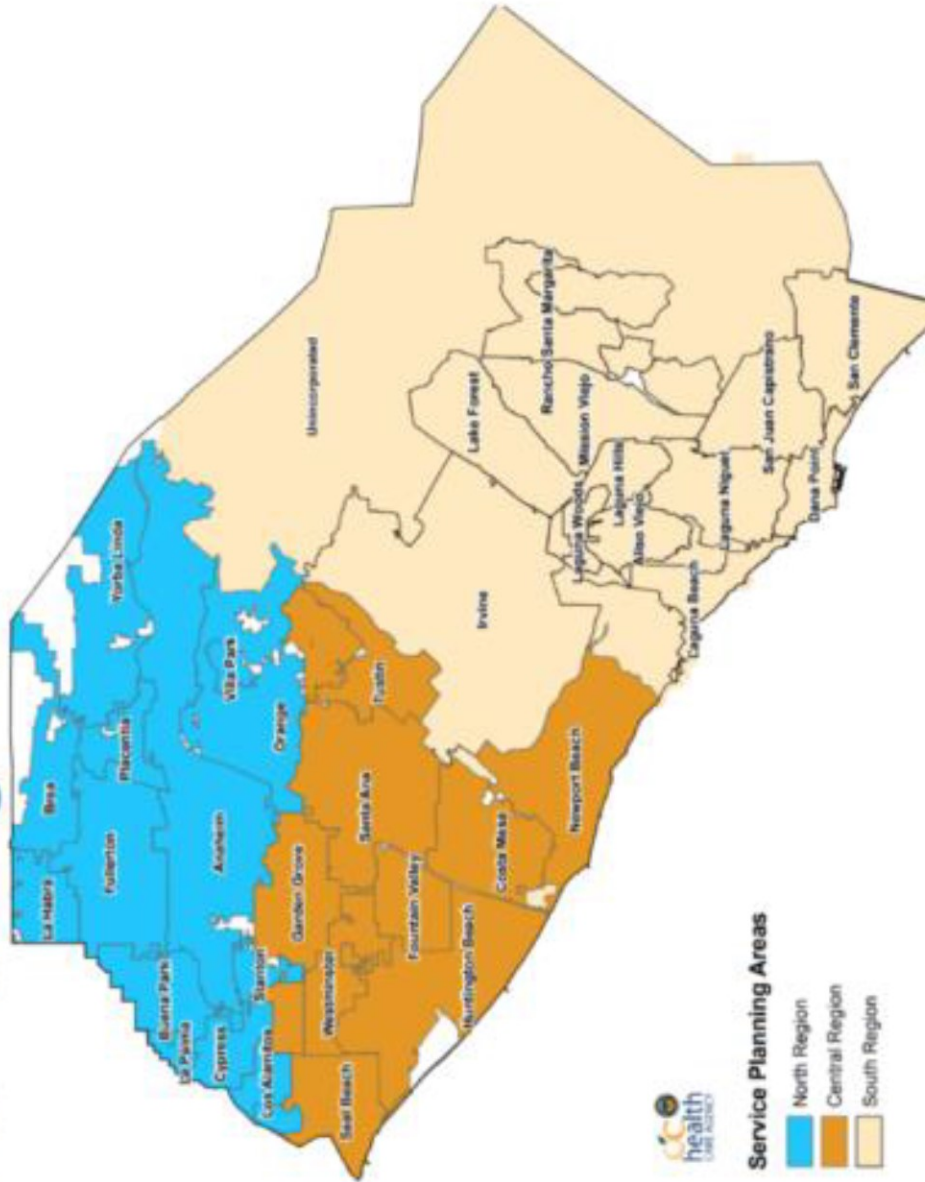 La Habra
Brea
Fullerton
Placentia
Yorba Linda
Buena Park
La Palma
Cypress
Anaheim
Villa Park
Los Alamitos
Stanton
Orange
Garden Grove
Seal Beach
Westminster
Santa Ana
Tustin
Fountain Valley
Huntington Beach
Costa Mesa
Newport Beach
Irvine
Unincorporated
Lake Forest
Rancho Santa Margarita
Mission Viejo
Laguna Woods
Laguna Hills
Aliso Viejo
Laguna Beach
Laguna Niguel
San Juan Capistrano
Dana Point
San Clemente
oc
health
CARE AGENCY
Service Planning Areas
North Region
Central Region
South Region